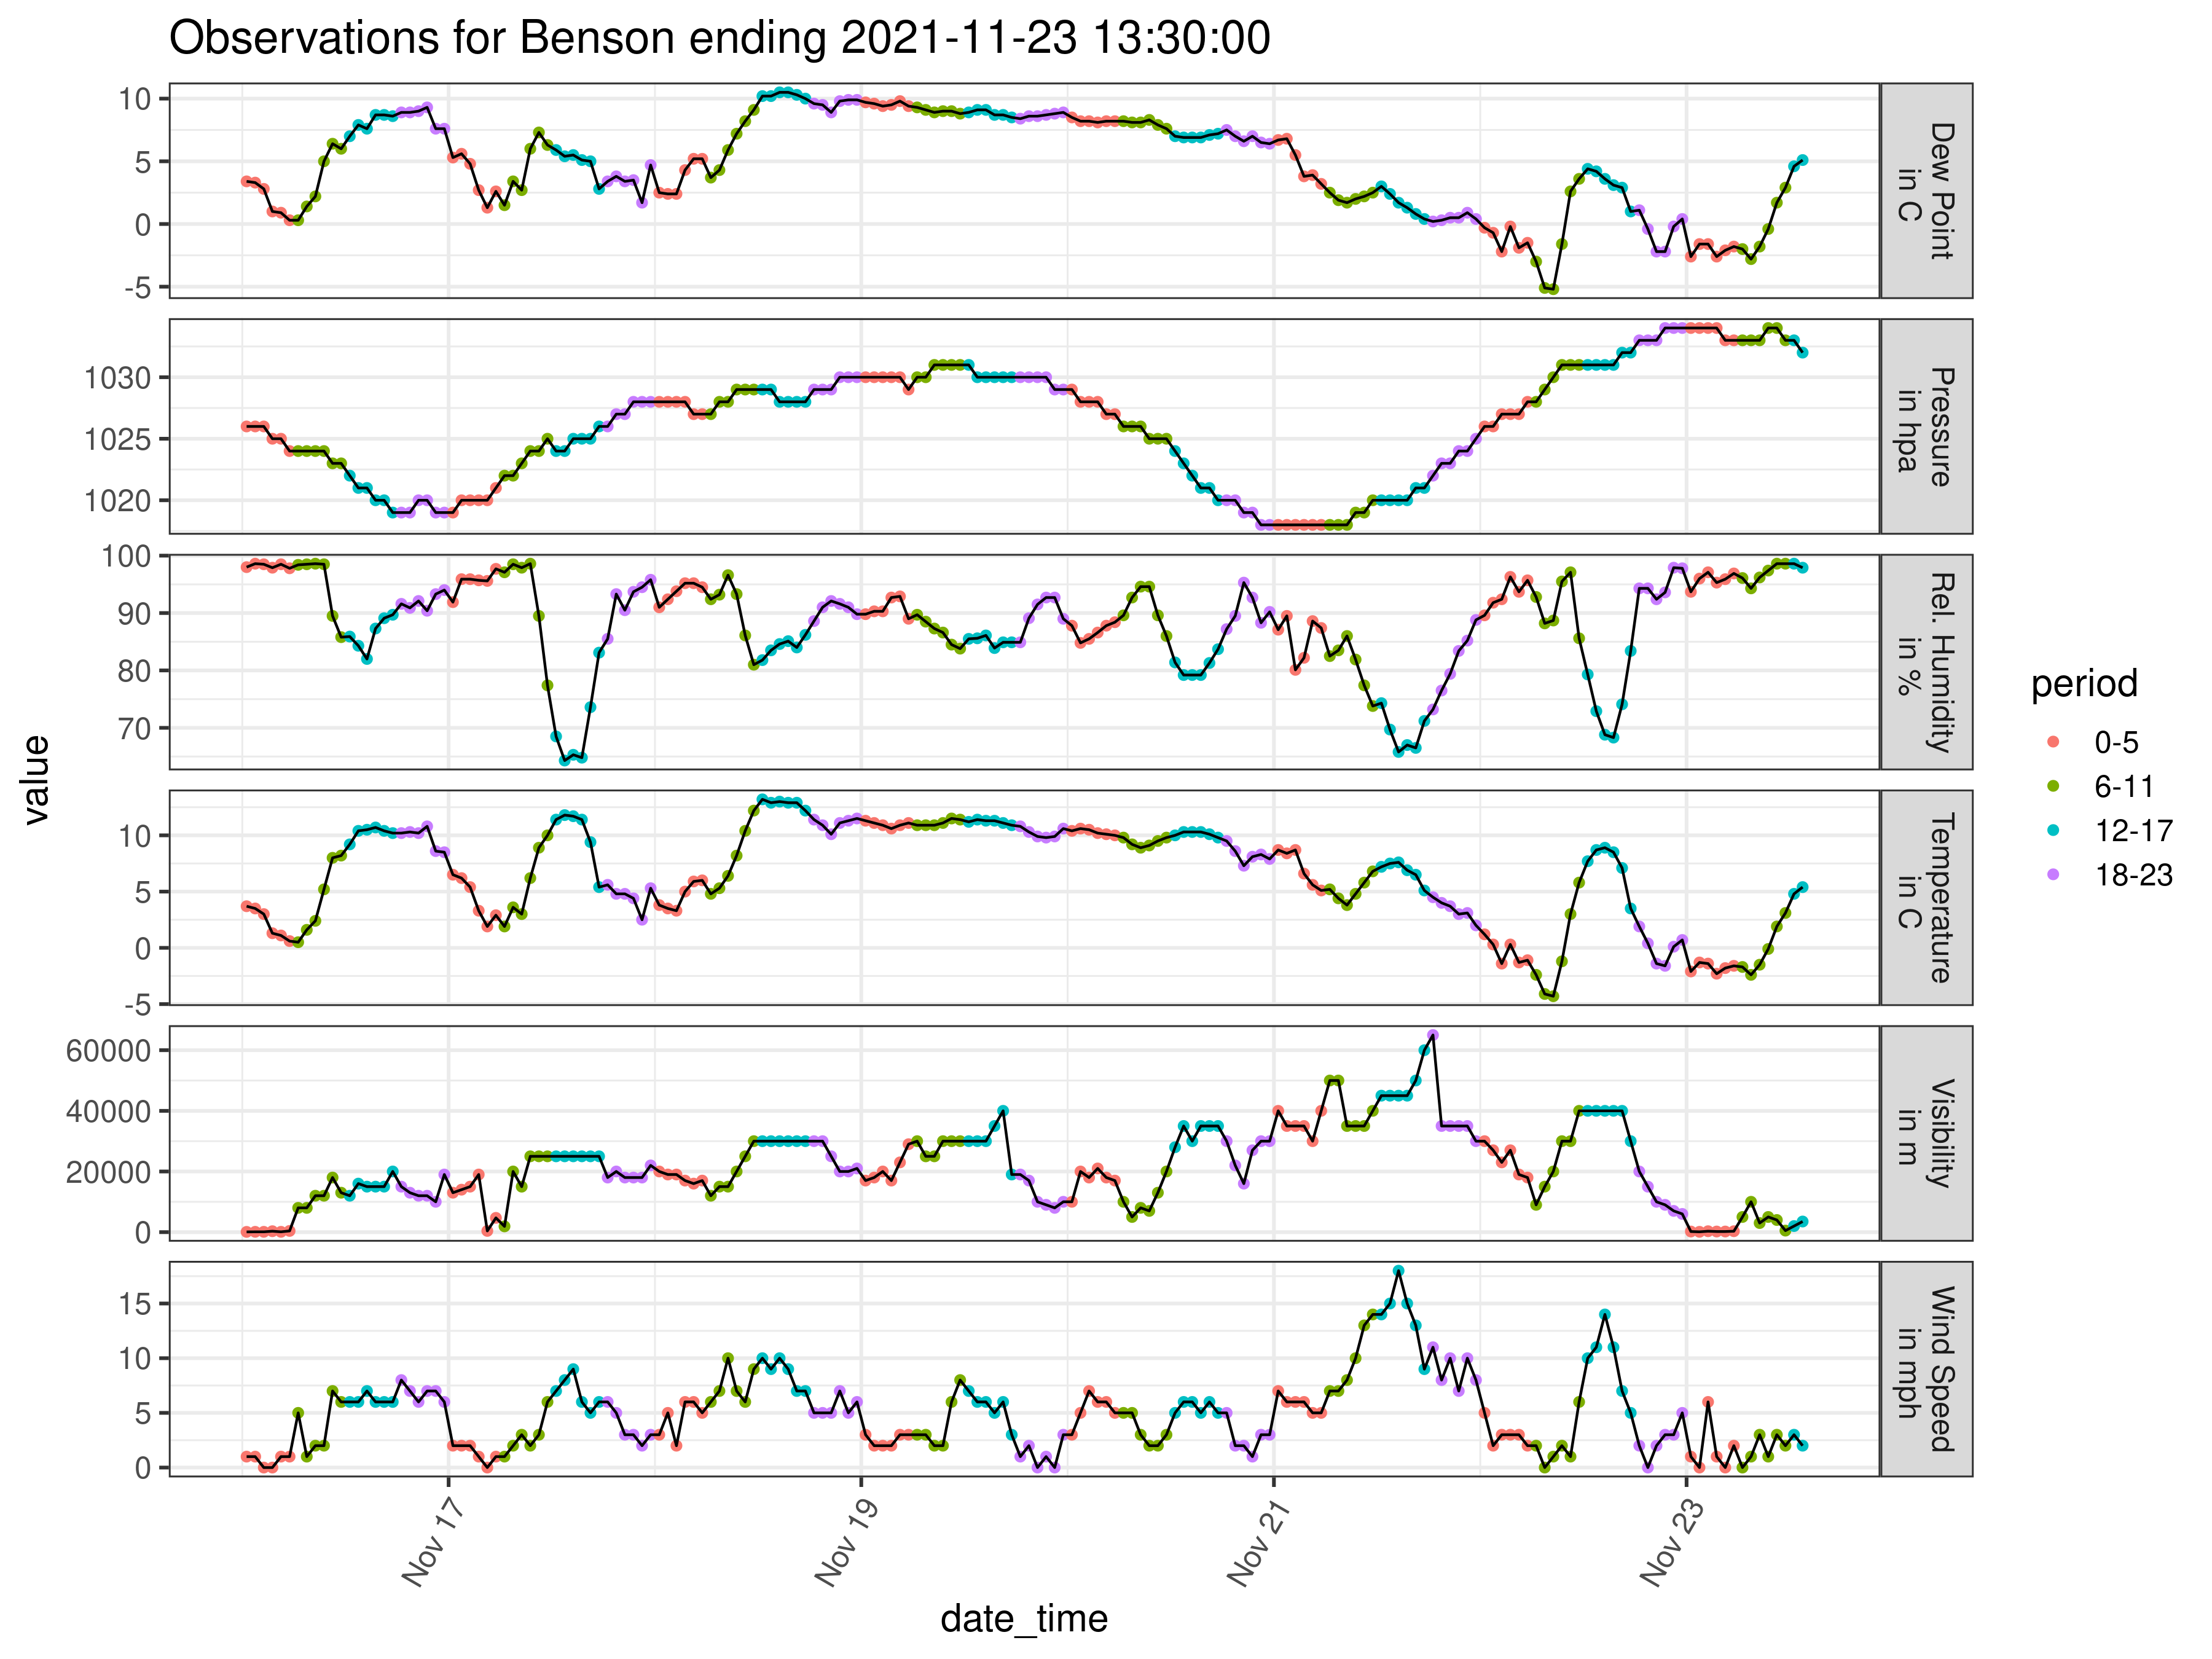 Observations for Benson ending 2021-11-23 13:30:00
value
10
5
0
-5
Dew Point
in C
1030
1025
1020
Pressure
in hpa
100
90
80
70
Rel. Humidity
in %
10
5
0
-5
Temperature
in C
60000
40000
20000
0
Visibility
in m
15
10
5
0
Wind Speed
in mph
Nov 17
Nov 19
Nov 21
Nov 23
date_time
period
0-5
6-11
12-17
18-23